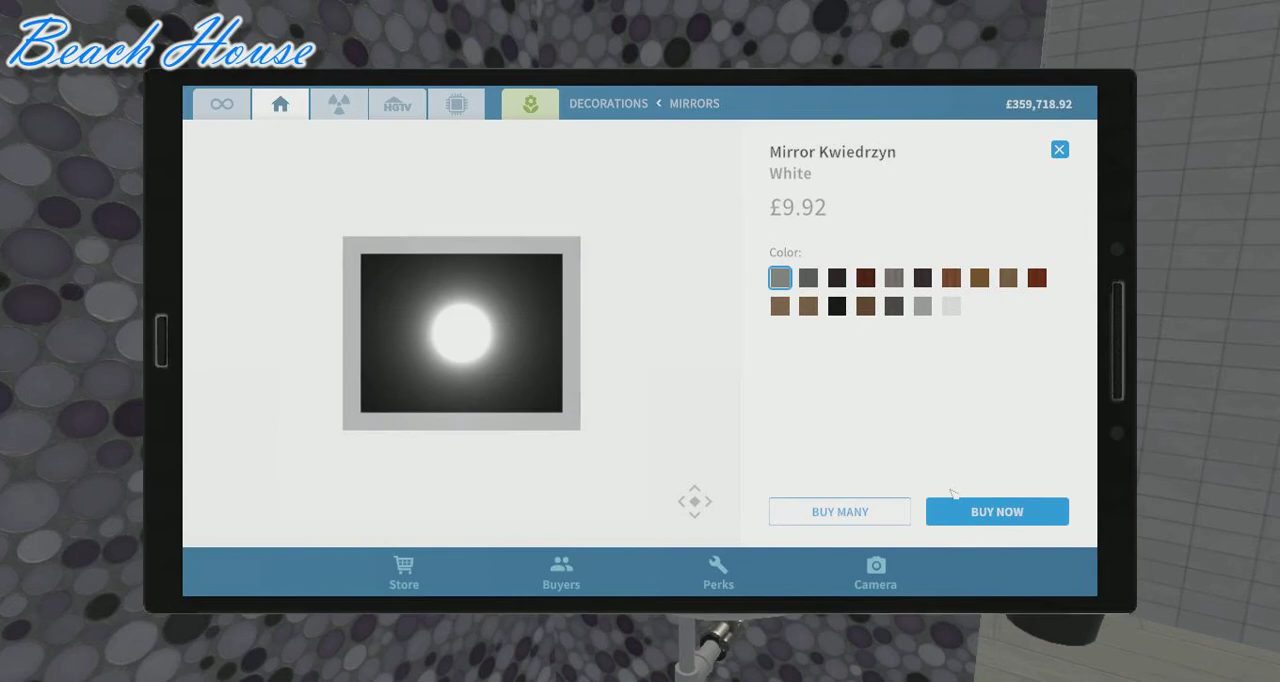 Beach House
HGTV
DECORATIONS < MIRRORS
£359,718.92
Mirror Kwiedrzyn
White
£9.92
Color:
BUY MANY
BUY NOW
Store
Buyers
Perks
Camera